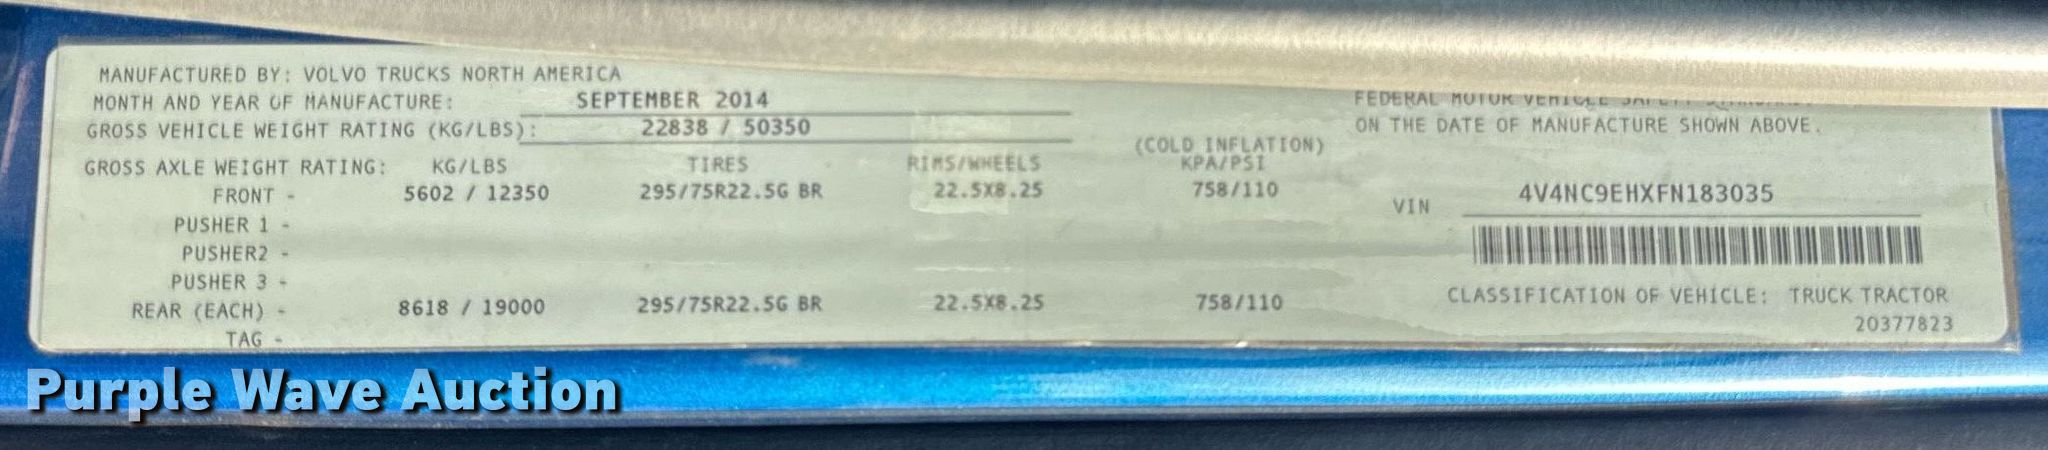 MANUFACTURED BY: VOLVO TRUCKS NORTH AMERICA
MONTH AND YEAR OF MANUFACTURE: SEPTEMBER 2014
GROSS VEHICLE WEIGHT RATING (KG/LBS): 22838 / 50350
GROSS AXLE WEIGHT RATING: KG/LBS TIRES RIMS/WHEELS (COLD INFLATION) KPA/PSI
FRONT - 5602 / 12350 295/75R22.5G BR 22.5X8.25 758/110
PUSHER 1 -
PUSHER2 -
PUSHER 3 -
REAR (EACH) - 8618 / 19000 295/75R22.5G BR 22.5X8.25 758/110
TAG -
FEDERAL MOTOR VEHICLE SAFETY
ON THE DATE OF MANUFACTURE SHOWN ABOVE.
VIN 4V4NC9EHXFN183035
CLASSIFICATION OF VEHICLE: TRUCK TRACTOR
20377823
Purple Wave Auction